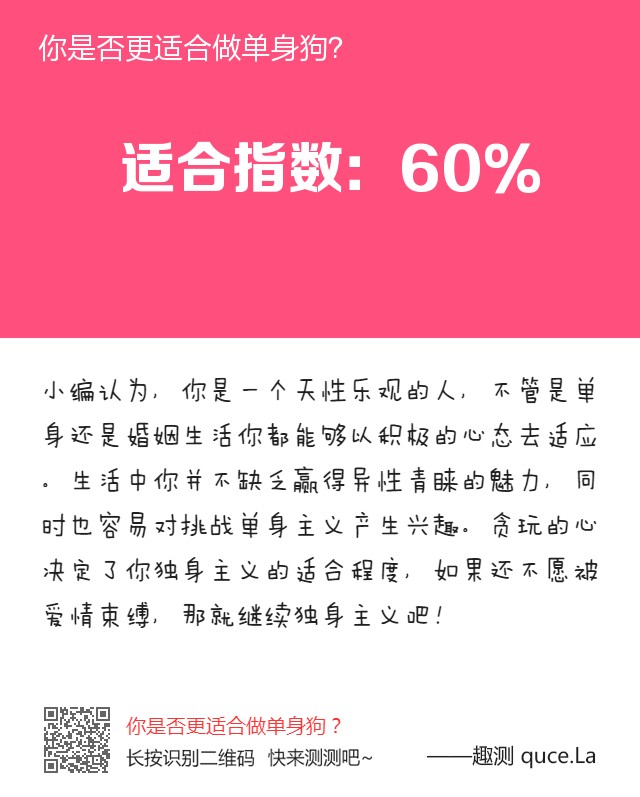 你是否更适合做单身狗?
适合指数: 60%
小编认为, 你是一个天性乐观的人, 不管是单
身还是婚姻生活你都能够以积极的心态去适应
。生活中你并不缺乏赢得异性青睐的魅力, 同
时也容易对挑战单身主义产生兴趣。贪玩的心
决定了你独身主义的适合程度, 如果还不愿被
爱情束缚, 那就继续独身主义吧!
你是否更适合做单身狗？
长按识别二维码 快来测测吧~
——趣测 quce.La